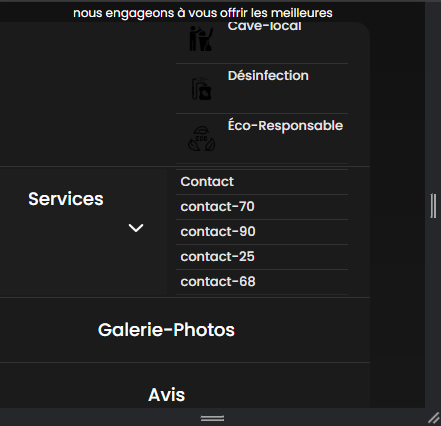 nous engageons à vous offrir les meilleures
Cave-local
Désinfection
Éco-Responsable
Services
Contact
contact-70
contact-90
contact-25
contact-68
Galerie-Photos
Avis